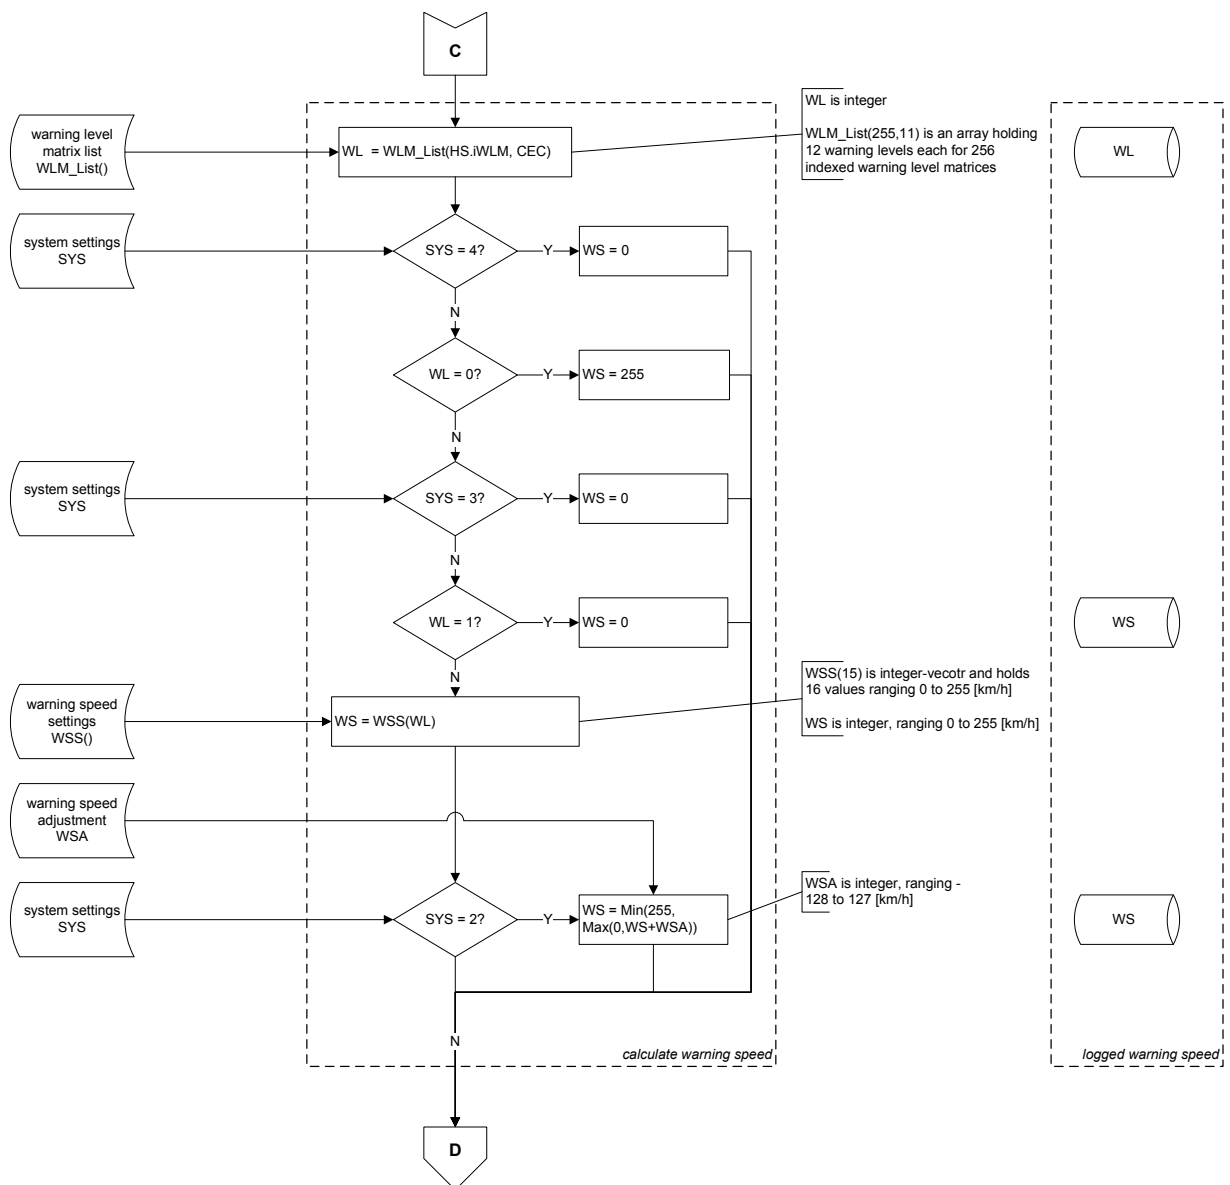 C
WL is integer
WLM_List(255,11) is an array holding
12 warning levels each for 256
indexed warning level matrices
warning level
matrix list
WLM_List()
WL = WLM_List(HS.iWLM, CEC)
WL
system settings
SYS
SYS = 4?
Y
WS = 0
N
WL = 0?
Y
WS = 255
N
system settings
SYS
SYS = 3?
Y
WS = 0
N
WL = 1?
Y
WS = 0
WS
N
WSS(15) is integer-vecotr and holds
16 values ranging 0 to 255 [km/h]
WS is integer, ranging 0 to 255 [km/h]
warning speed
settings
WSS()
WS = WSS(WL)
warning speed
adjustment
WSA
WSA is integer, ranging -
128 to 127 [km/h]
system settings
SYS
SYS = 2?
Y
WS = Min(255,
Max(0,WS+WSA))
WS
N
calculate warning speed
logged warning speed
D